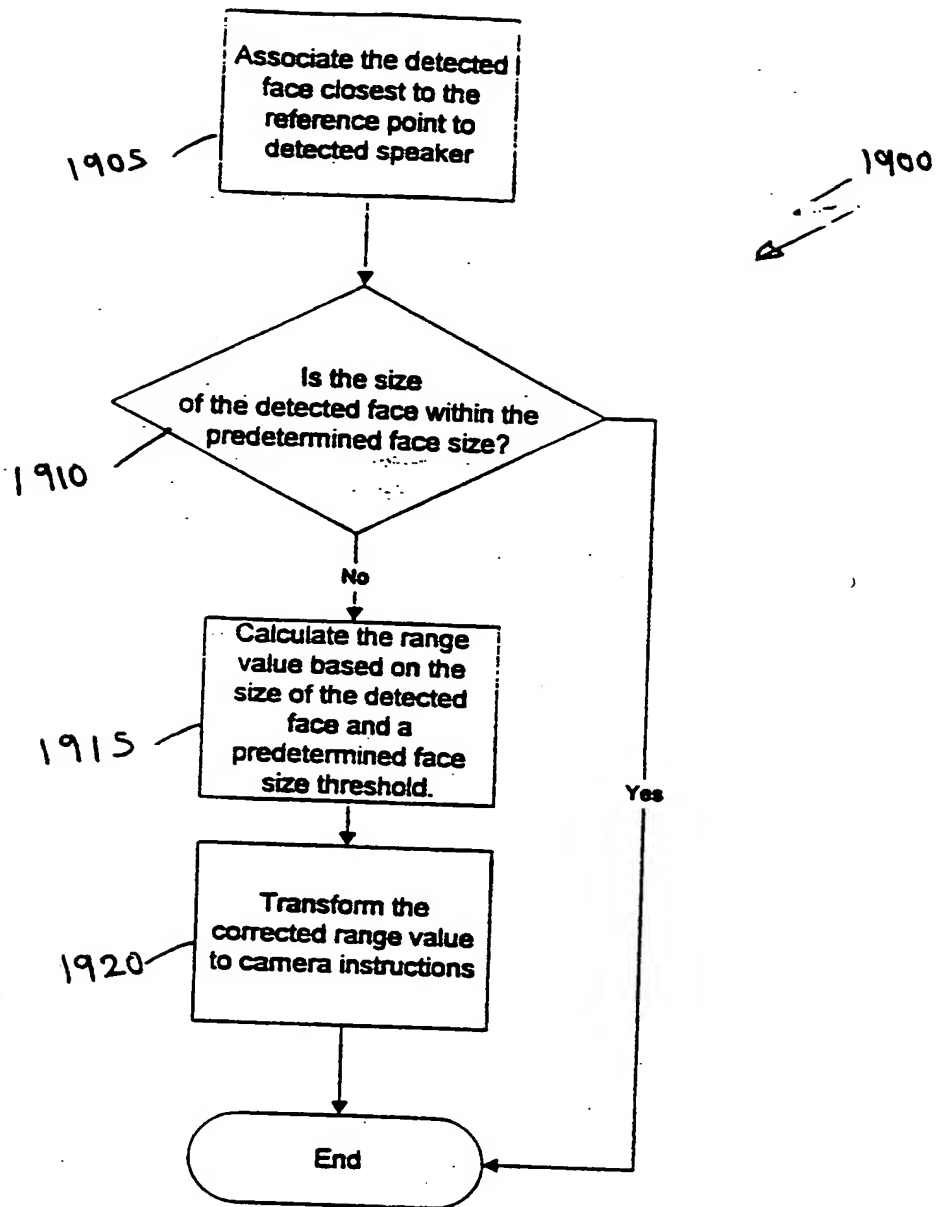 Associate the detected
face closest to the
reference point to
detected speaker
1905
1900
Is the size
of the detected face within the
predetermined face size?
1910
No
Calculate the range
value based on the
size of the detected
face and a
predetermined face
size threshold.
1915
Yes
Transform the
corrected range value
to camera instructions
1920
End